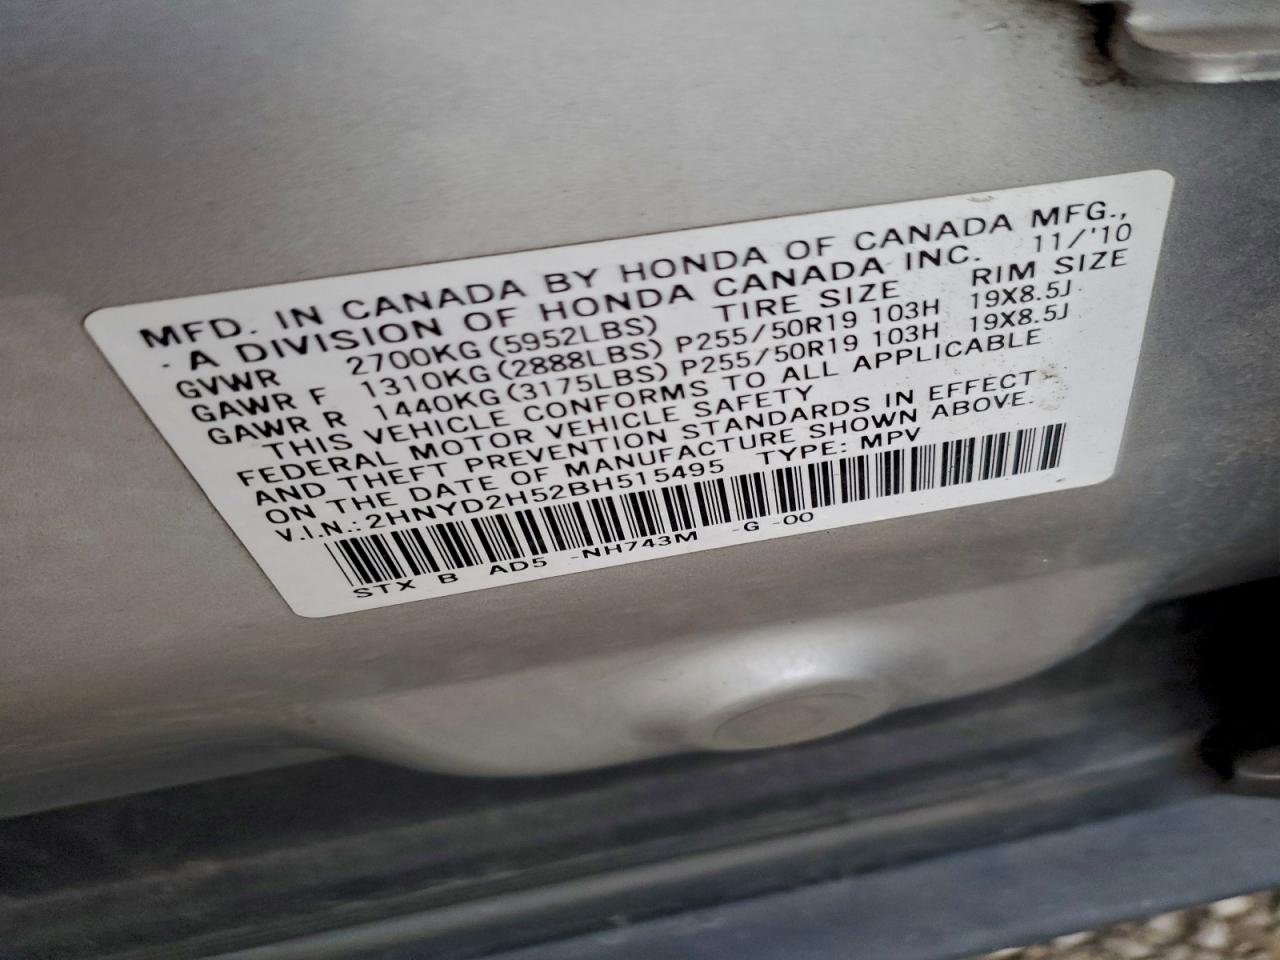 MFD. IN CANADA BY HONDA OF CANADA MFG.,
A DIVISION OF HONDA CANADA INC. 11/'10
GVWR 2700KG (5952LBS) TIRE SIZE RIM SIZE
GAWR F 1310KG (2888LBS) P255/50R19 103H 19X8.5J
GAWR R 1440KG (3175LBS) P255/50R19 103H 19X8.5J
THIS VEHICLE CONFORMS TO ALL APPLICABLE
FEDERAL MOTOR VEHICLE SAFETY
AND THEFT PREVENTION STANDARDS IN EFFECT
ON THE DATE OF MANUFACTURE SHOWN ABOVE.
V.I.N.: 2HNYD2H52BH515495 TYPE: MPV
STX B AD5 -NH743M -G -00